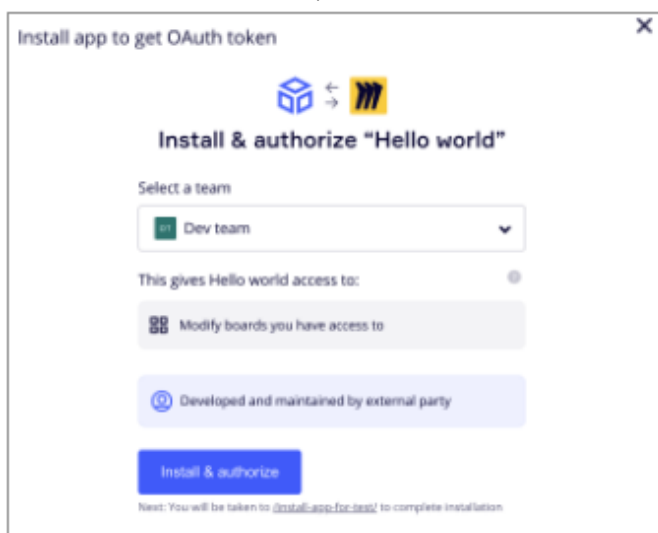 Install app to get OAuth token
Install & authorize “Hello world”
Select a team
DT Dev team
This gives Hello world access to:
Modify boards you have access to
Developed and maintained by external party
Install & authorize
Next: You will be taken to /install-app-for-test/ to complete installation